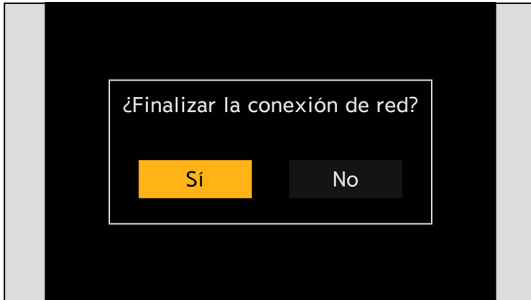 ¿Finalizar la conexión de red?
Sí
No